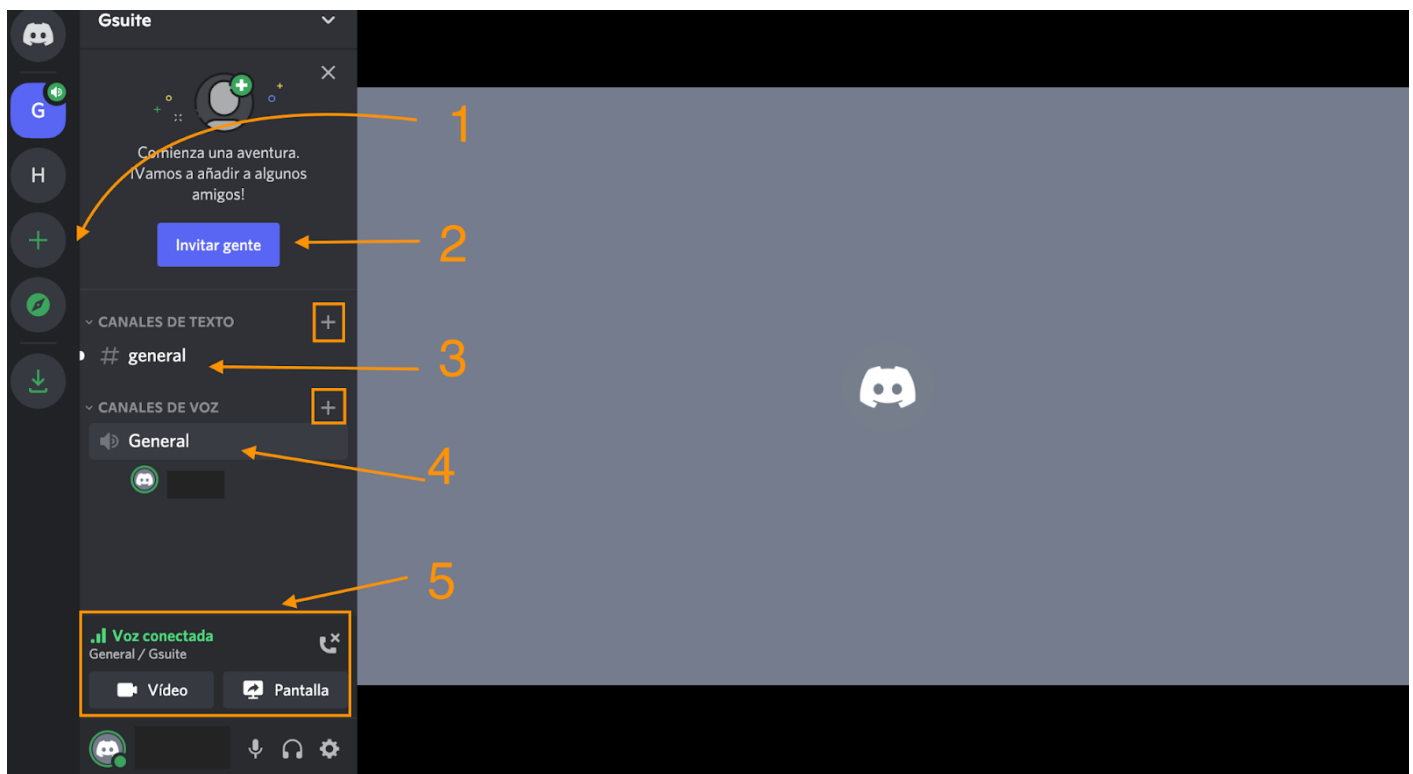 Gsuite
G
H
Comienza una aventura.
¡Vamos a añadir a algunos
amigos!
Invitar gente
CANALES DE TEXTO
# general
CANALES DE VOZ
General
Voz conectada
General / Gsuite
Vídeo Pantalla
1
2
3
4
5